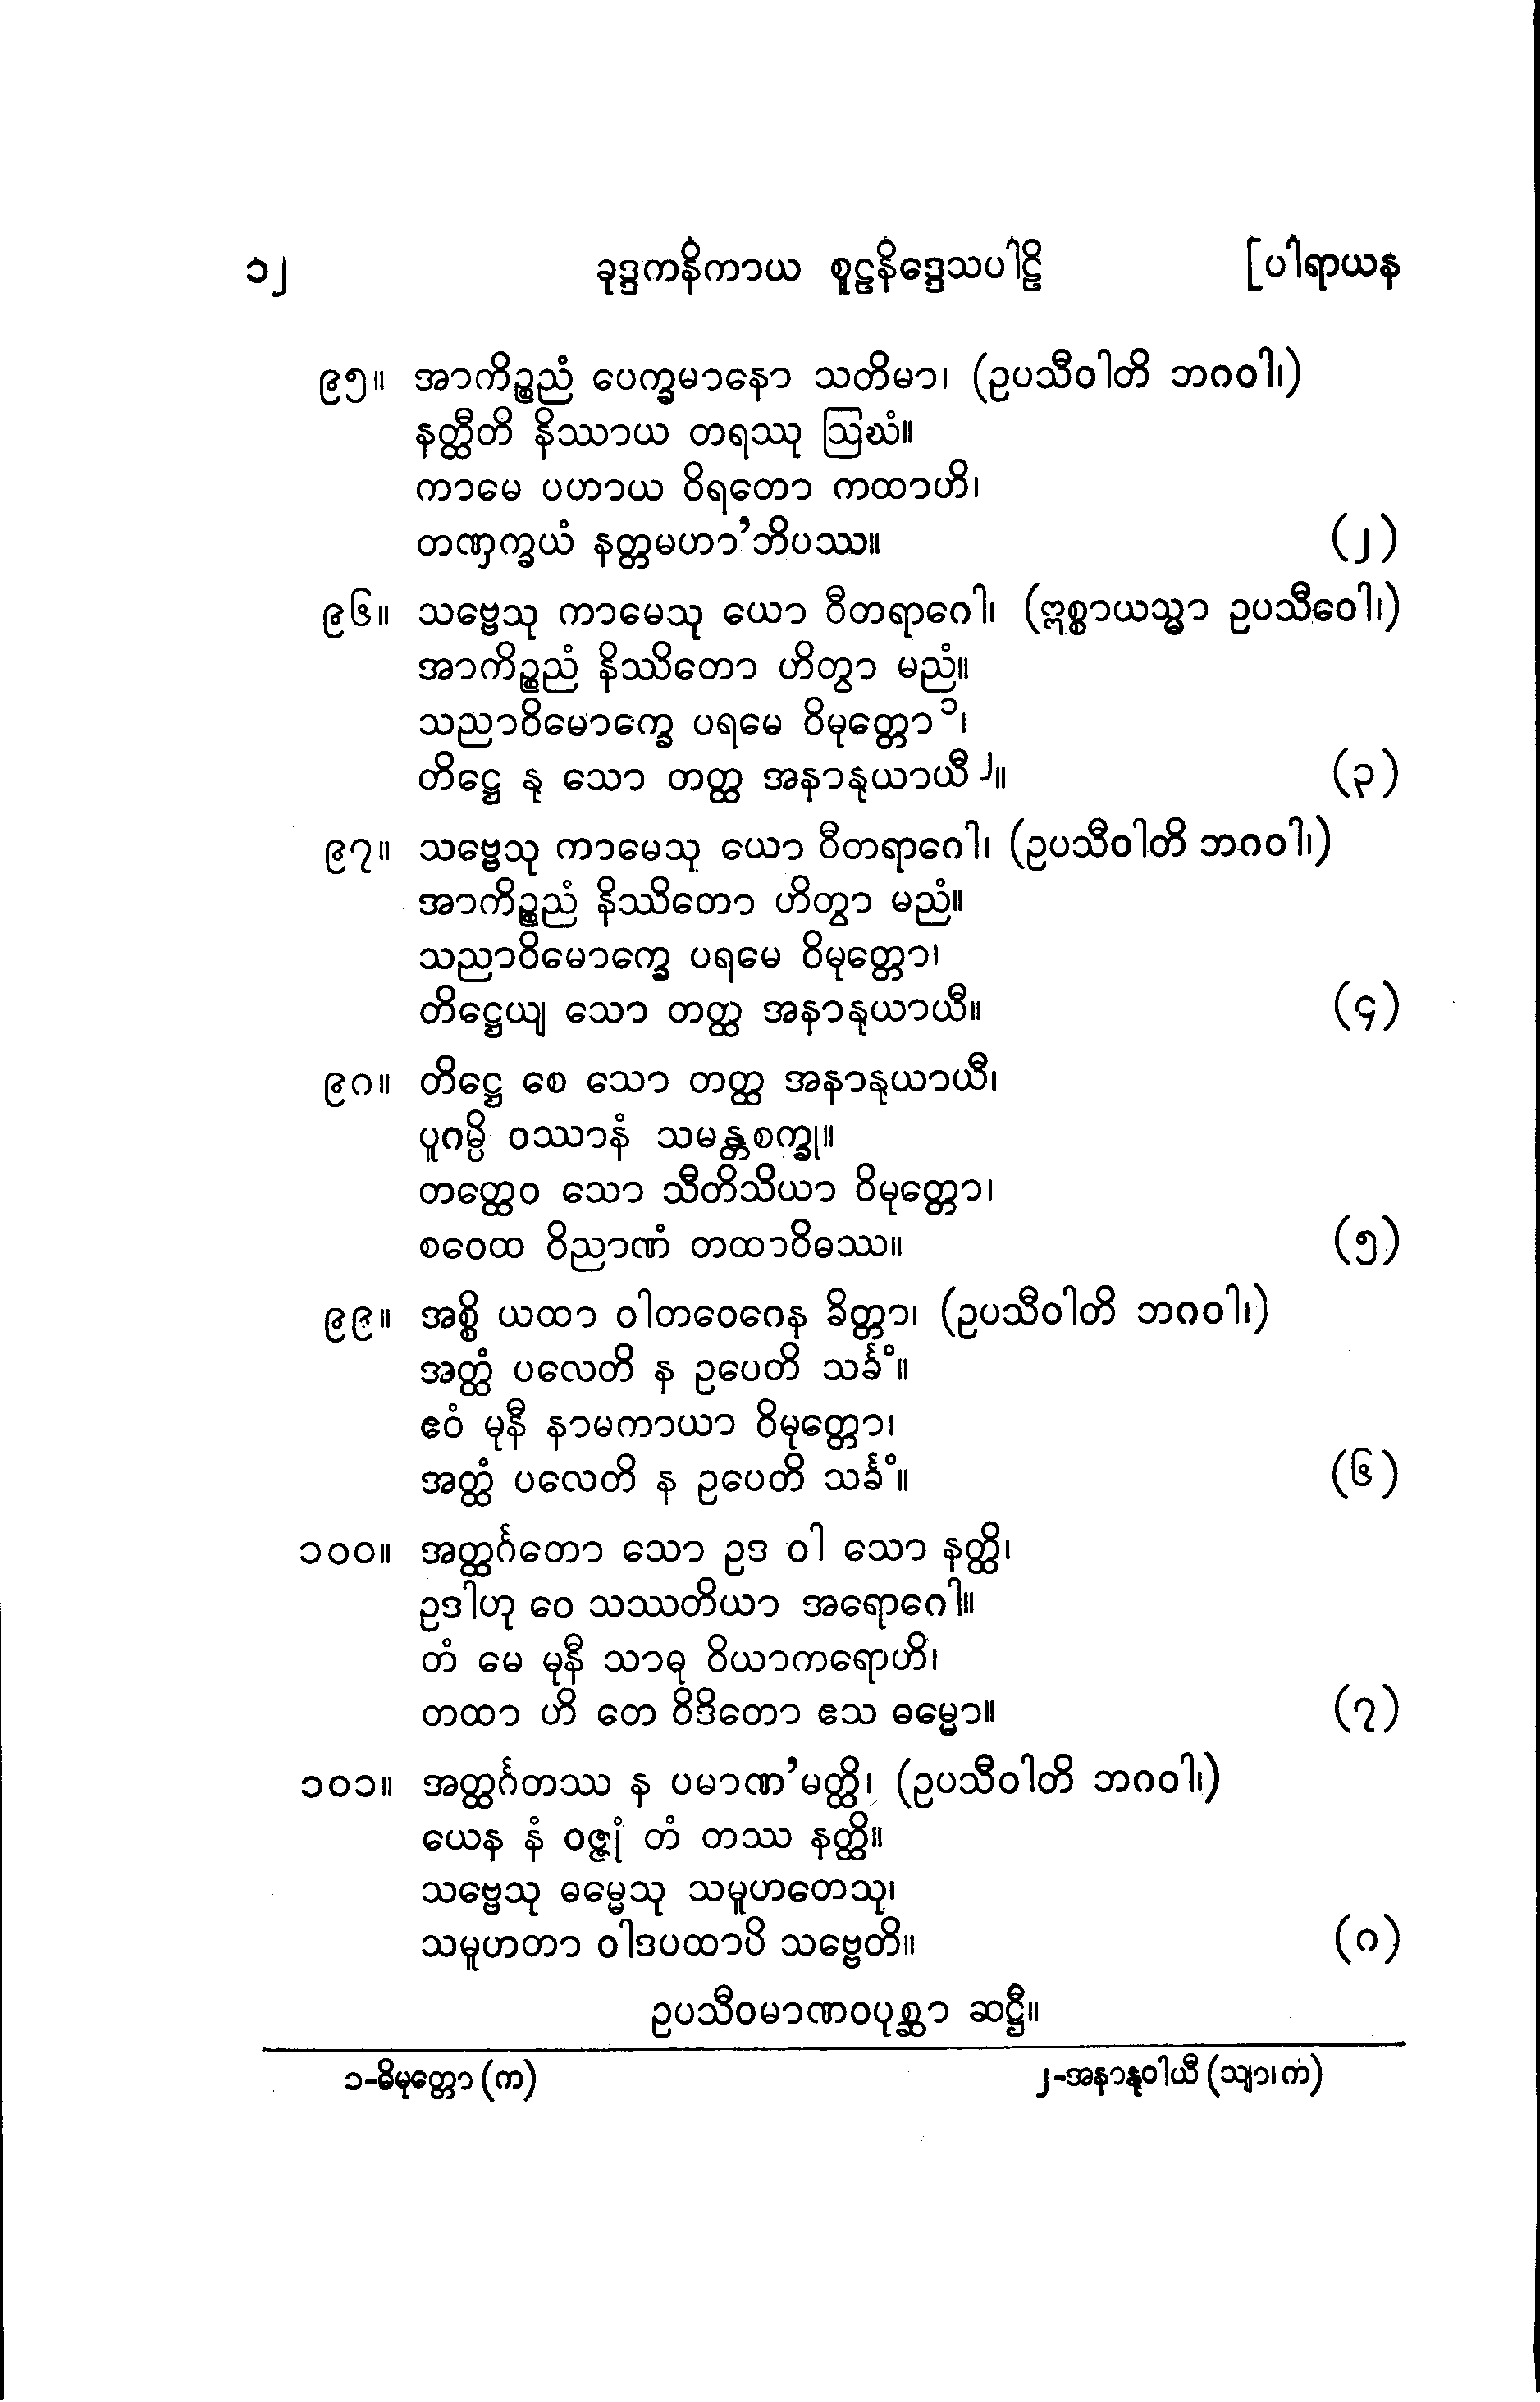 ၁၂ ခုဒ္ဒကနိကာယ စူဠနိဒ္ဒေသပါဠိ [ပါရာယန
၉၅။ အာကိဉ္စညံ ပေက္ခမာနော သတိမာ၊ (ဥပသီဝါတိ ဘဂဝါ၊)
နတ္ထီတိ နိဿာယ တရဿု ဩဃံ။
ကာမေ ပဟာယ ဝိရတော ကထာဟိ၊
တဏှက္ခယံ နတ္တမဟာ’ဘိပဿ။ (၂)
၉၆။ သဗ္ဗေသု ကာမေသု ယော ဝီတရာဂေါ၊ (ဣစ္စာယသ္မာ ဥပသီဝေါ၊)
အာကိဉ္စညံ နိဿိတော ဟိတွာ မညံ။
သညာဝိမောက္ခေ ပရမေ ဝိမုတ္တော၁၊
တိဋ္ဌေ နု သော တတ္ထ အနာနုယာယီ၂။ (၃)
၉၇။ သဗ္ဗေသု ကာမေသု ယော ဝီတရာဂေါ၊ (ဥပသီဝါတိ ဘဂဝါ၊)
အာကိဉ္စညံ နိဿိတော ဟိတွာ မညံ။
သညာဝိမောက္ခေ ပရမေ ဝိမုတ္တော၊
တိဋ္ဌေယျ သော တတ္ထ အနာနုယာယီ။ (၄)
၉၈။ တိဋ္ဌေ စေ သော တတ္ထ အနာနုယာယီ၊
ပူဂမ္ပိ ဝဿာနံ သမန္တစက္ခု။
တတ္ထေဝ သော သီတိသိယာ ဝိမုတ္တော၊
စဝေထ ဝိညာဏံ တထာဝိဓဿ။ (၅)
၉၉။ အစ္စိ ယထာ ဝါတဝေဂေန ခိတ္တာ၊ (ဥပသီဝါတိ ဘဂဝါ၊)
အတ္ထံ ပလေတိ န ဥပေတိ သင်္ခံ။
ဧဝံ မုနီ နာမကာယာ ဝိမုတ္တော၊
အတ္ထံ ပလေတိ န ဥပေတိ သင်္ခံ။ (၆)
၁၀၀။ အတ္ထင်္ဂတော သော ဥဒ ဝါ သော နတ္ထိ၊
ဥဒါဟု ဝေ သဿတိယာ အရောဂေါ။
တံ မေ မုနီ သာဓု ဝိယာကရောဟိ၊
တထာ ဟိ တေ ဝိဒိတော ဧသ ဓမ္မော။ (၇)
၁၀၁။ အတ္ထင်္ဂတဿ န ပမာဏ’မတ္ထိ၊ (ဥပသီဝါတိ ဘဂဝါ၊)
ယေန နံ ဝဇ္ဇုံ တံ တဿ နတ္ထိ။
သဗ္ဗေသု ဓမ္မေသု သမူဟတေသု၊
သမူဟတာ ဝါဒပထာပိ သဗ္ဗေတိ။ (၈)
ဥပသီဝမာဏဝပုစ္ဆာ ဆဋ္ဌီ။
၁-ဓိမုတ္တော (က) ၂-အနာနုဝါယီ (သျာ၊ကံ)